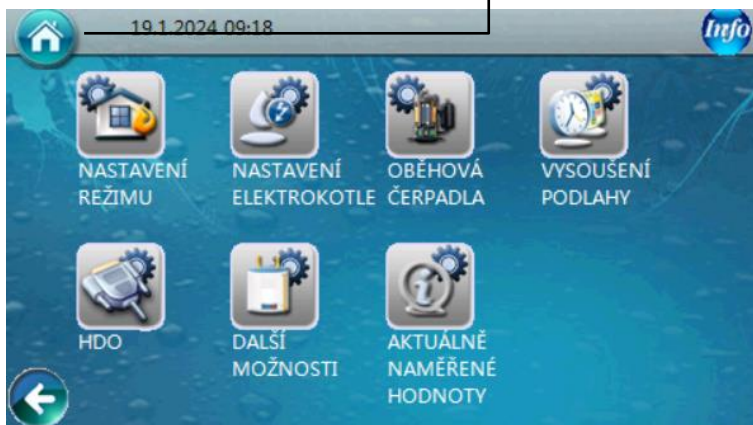 19.1.2024 09:18
Info
NASTAVENÍ
REŽIMU
NASTAVENÍ
ELEKTROKOTLE
OBĚHOVÁ
ČERPADLA
VYSOUŠENÍ
PODLAHY
HDO
DALŠÍ
MOŽNOSTI
AKTUÁLNĚ
NAMĚŘENÉ
HODNOTY